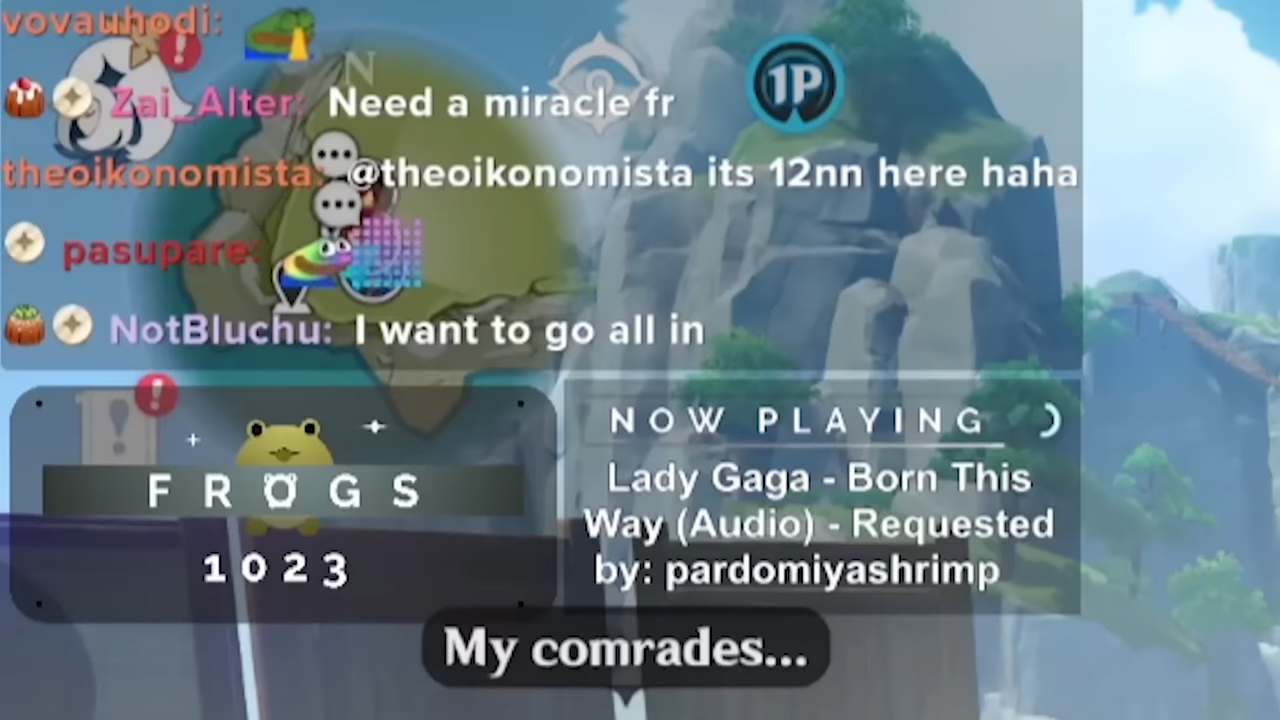 vovauhodi:
N
1P
Zai_Alter: Need a miracle fr
theoikonomista: @theoikonomista its 12nn here haha
pasupare:
NotBluchu: I want to go all in
FROGS
1023
NOW PLAYING
Lady Gaga - Born This
Way (Audio) - Requested
by: pardomiyashrimp
My comrades...